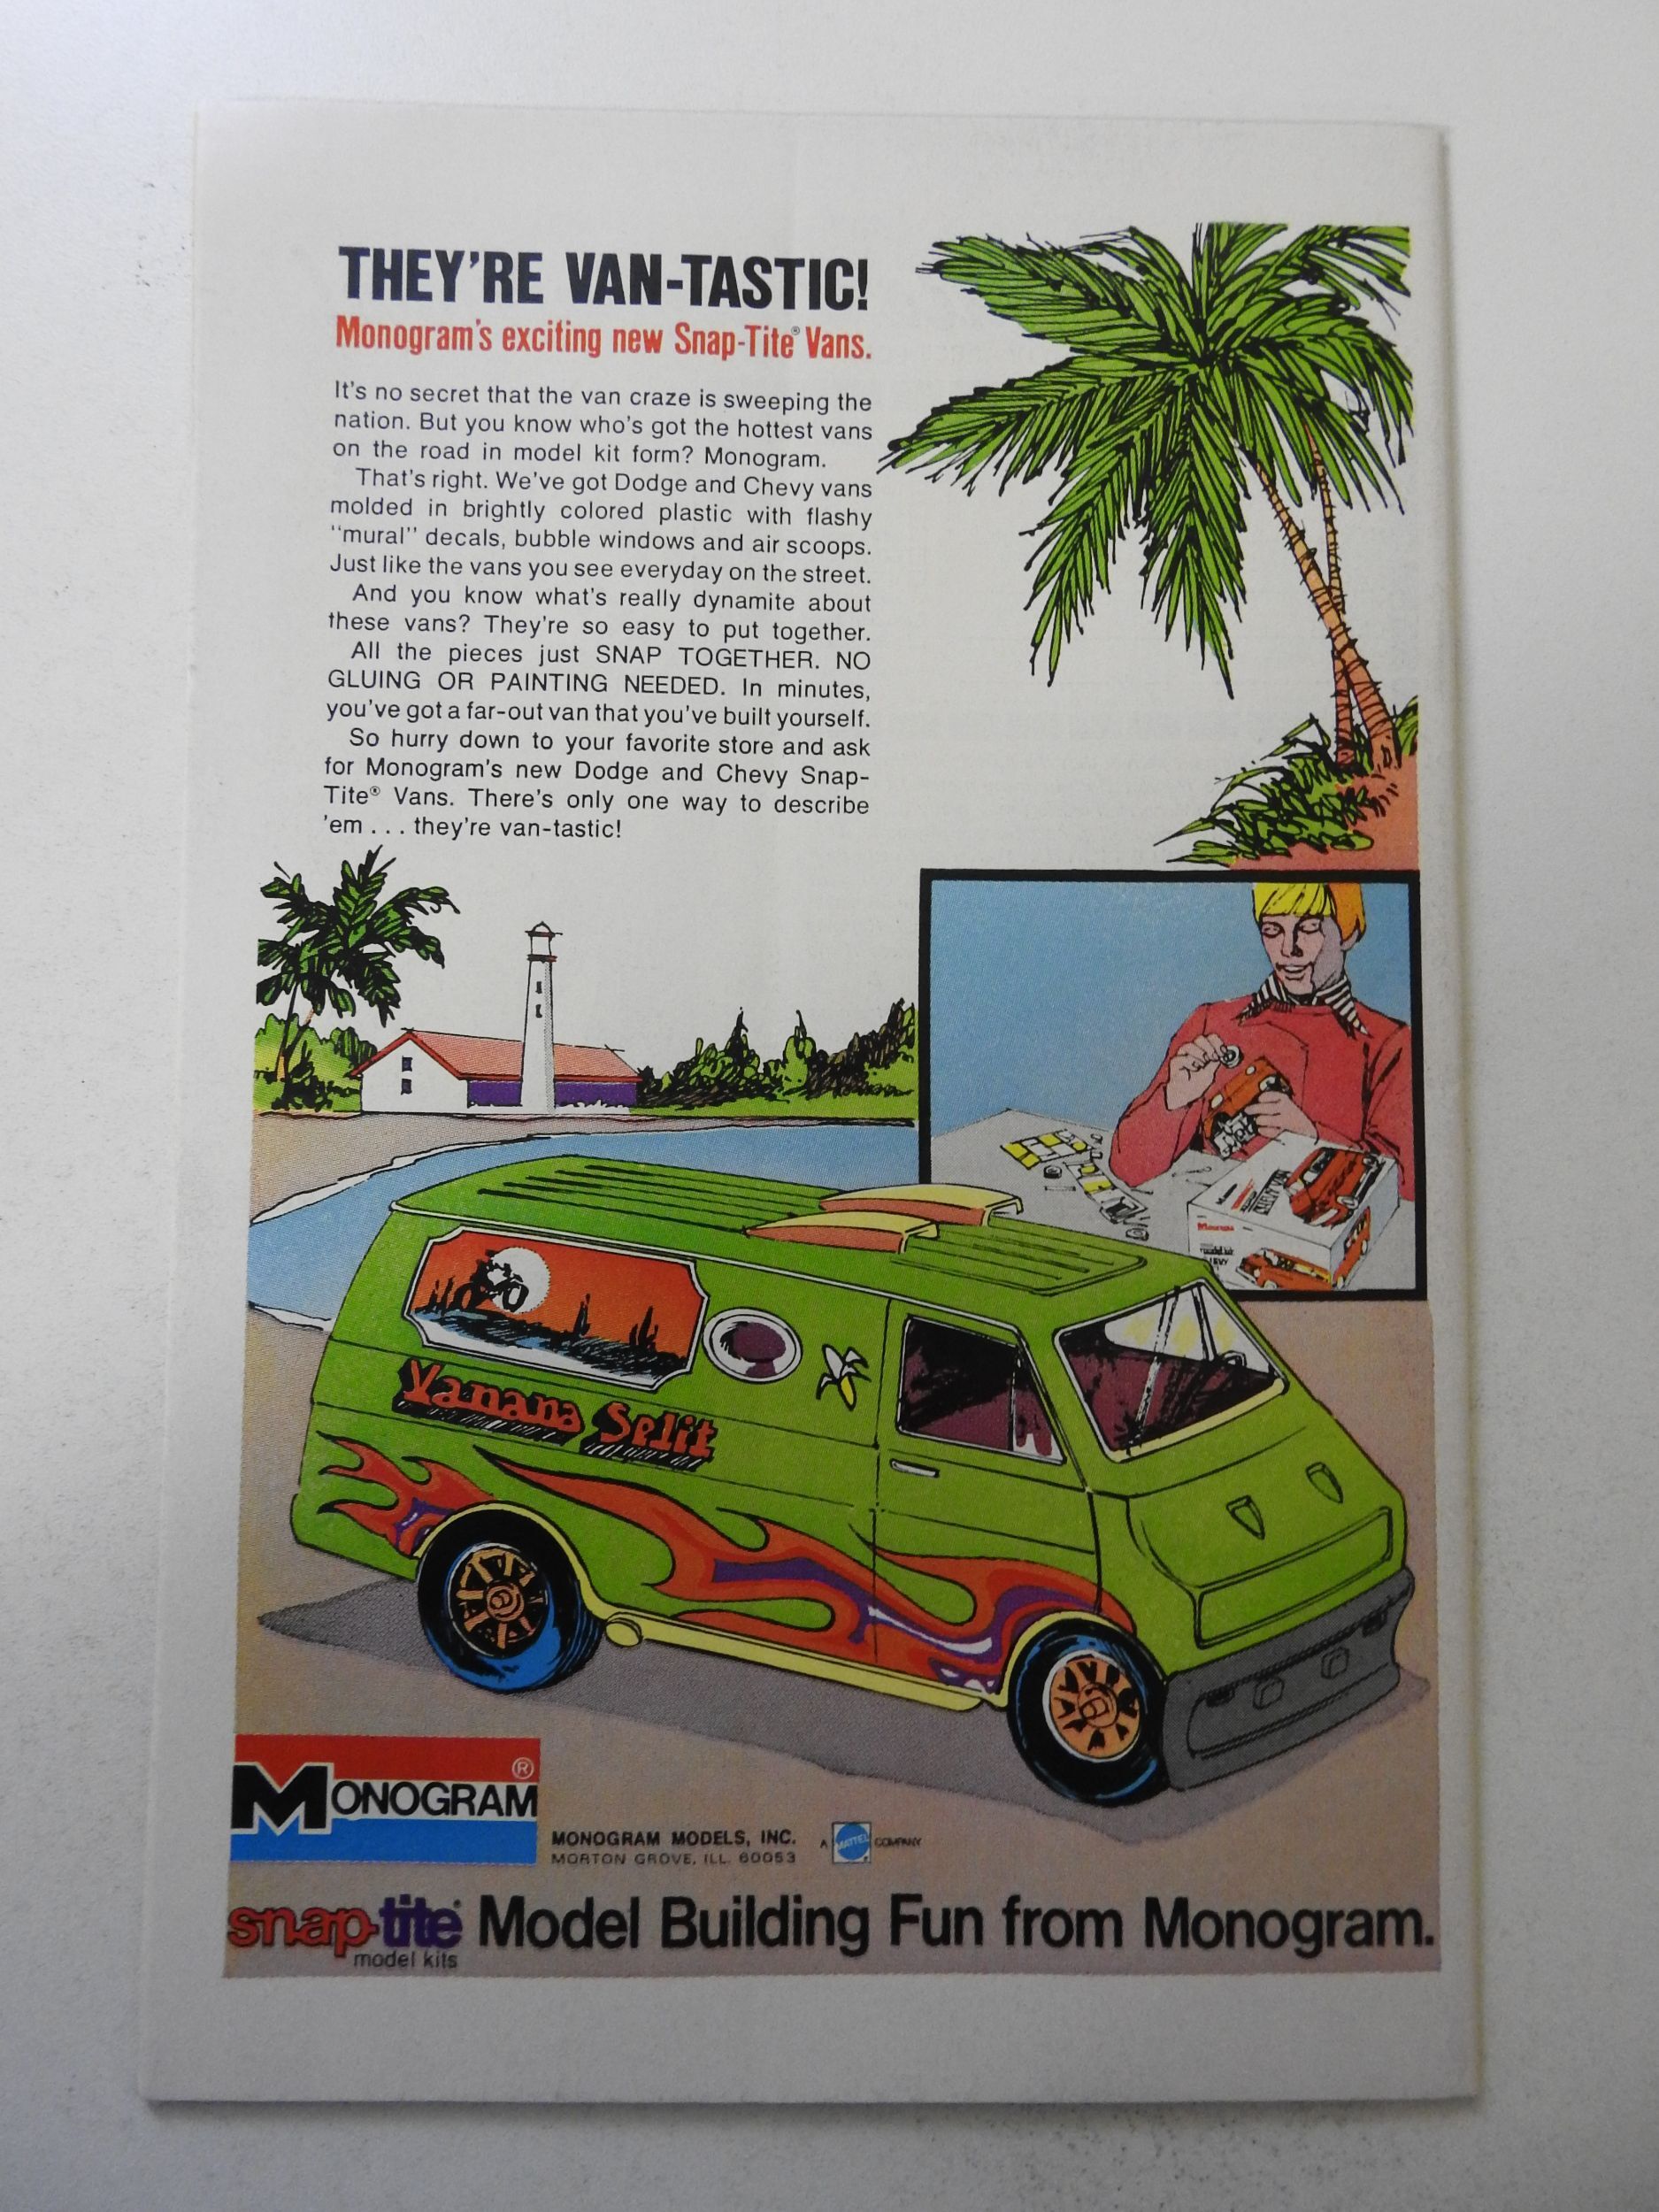 THEY'RE VAN-TASTIC!
Monogram's exciting new Snap-Tite® Vans.
It's no secret that the van craze is sweeping the
nation. But you know who's got the hottest vans
on the road in model kit form? Monogram.
That's right. We've got Dodge and Chevy vans
molded in brightly colored plastic with flashy
"mural" decals, bubble windows and air scoops.
Just like the vans you see everyday on the street.
And you know what's really dynamite about
these vans? They're so easy to put together.
All the pieces just SNAP TOGETHER. NO
GLUING OR PAINTING NEEDED. In minutes,
you've got a far-out van that you've built yourself.
So hurry down to your favorite store and ask
for Monogram's new Dodge and Chevy Snap-
Tite® Vans. There's only one way to describe
'em . . . they're van-tastic!
Monogram
Vanana Split
MONOGRAM®
MONOGRAM MODELS, INC.
MORTON GROVE, ILL. 60053
A MATTEL COMPANY
snap-tite® Model Building Fun from Monogram.
model kits